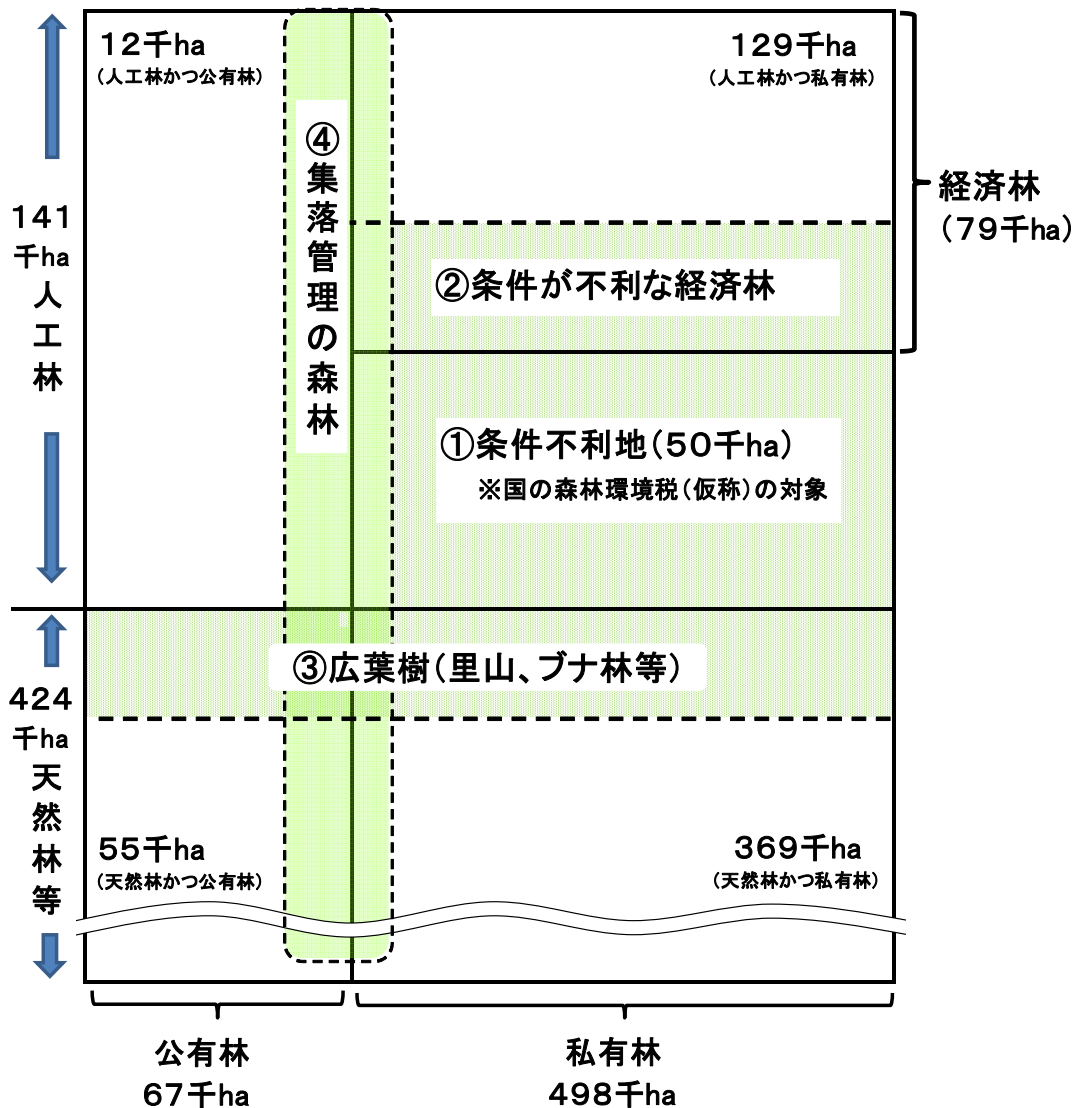 12千ha
（人工林かつ公有林）
129千ha
（人工林かつ私有林）
経済林
（79千ha）
141
千ha
人工林
④集落管理の森林
②条件が不利な経済林
①条件不利地（50千ha）
※国の森林環境税（仮称）の対象
③広葉樹（里山、ブナ林等）
424
千ha
天然林等
55千ha
（天然林かつ公有林）
369千ha
（天然林かつ私有林）
公有林
67千ha
私有林
498千ha